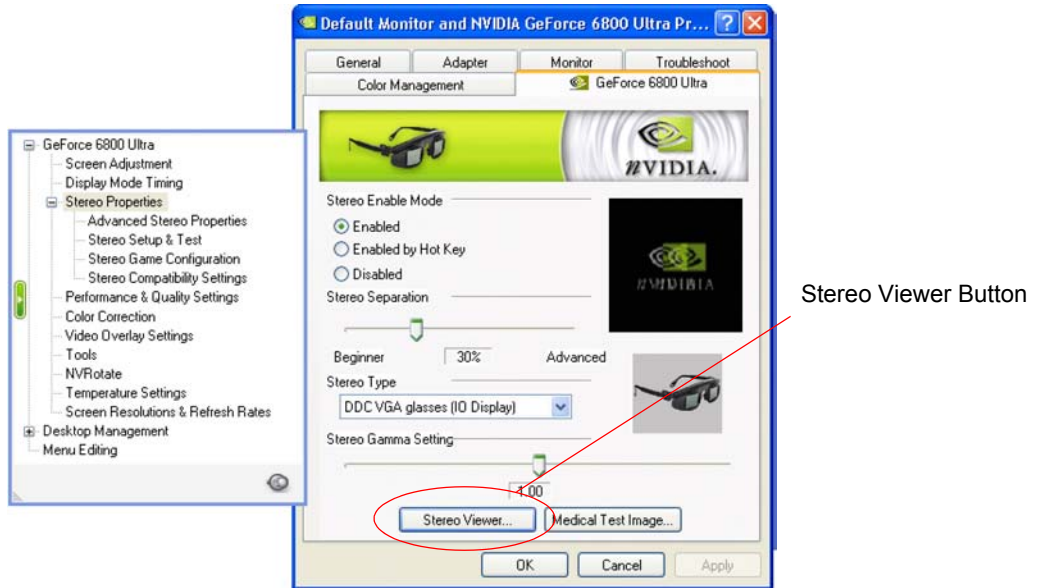 Default Monitor and NVIDIA GeForce 6800 Ultra Pr...
General Adapter Monitor Troubleshoot
Color Management GeForce 6800 Ultra
nVIDIA.
GeForce 6800 Ultra
Screen Adjustment
Display Mode Timing
Stereo Properties
Advanced Stereo Properties
Stereo Setup & Test
Stereo Game Configuration
Stereo Compatibility Settings
Performance & Quality Settings
Color Correction
Video Overlay Settings
Tools
NVRotate
Temperature Settings
Screen Resolutions & Refresh Rates
Desktop Management
Menu Editing
Stereo Enable Mode
Enabled
Enabled by Hot Key
Disabled
Stereo Separation
Beginner 30% Advanced
Stereo Type
DDC VGA glasses (IO Display)
Stereo Gamma Setting
1.00
Stereo Viewer... Medical Test Image...
OK Cancel Apply
Stereo Viewer Button